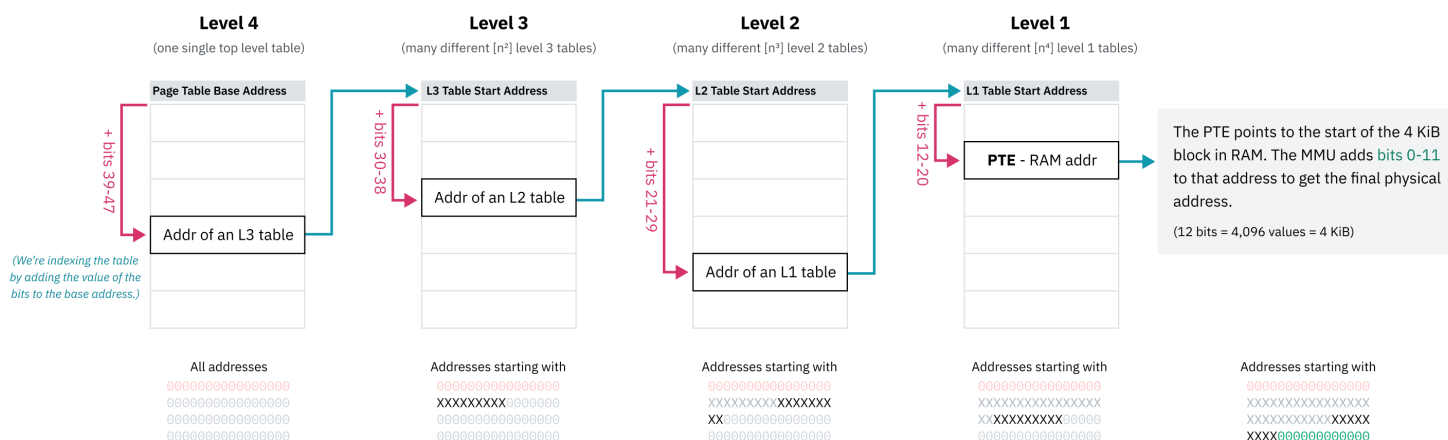 Level 4
(one single top level table)
Page Table Base Address
+ bits 39-47
Addr of an L3 table
(We're indexing the table
by adding the value of the
bits to the base address.)
Level 3
(many different [n²] level 3 tables)
L3 Table Start Address
+ bits 30-38
Addr of an L2 table
Level 2
(many different [n³] level 2 tables)
L2 Table Start Address
+ bits 21-29
Addr of an L1 table
Level 1
(many different [n⁴] level 1 tables)
L1 Table Start Address
+ bits 12-20
PTE - RAM addr
The PTE points to the start of the 4 KiB
block in RAM. The MMU adds bits 0-11
to that address to get the final physical
address.
(12 bits = 4,096 values = 4 KiB)
All addresses
0000000000000000
0000000000000000
0000000000000000
0000000000000000
Addresses starting with
0000000000000000
XXXXXXXXX0000000
0000000000000000
0000000000000000
Addresses starting with
0000000000000000
XXXXXXXXXXXXXXXX
XX00000000000000
0000000000000000
Addresses starting with
0000000000000000
XXXXXXXXXXXXXXXX
XXXXXXXXXXX00000
0000000000000000
Addresses starting with
0000000000000000
XXXXXXXXXXXXXXXX
XXXXXXXXXXXXXXXX
XXXX000000000000